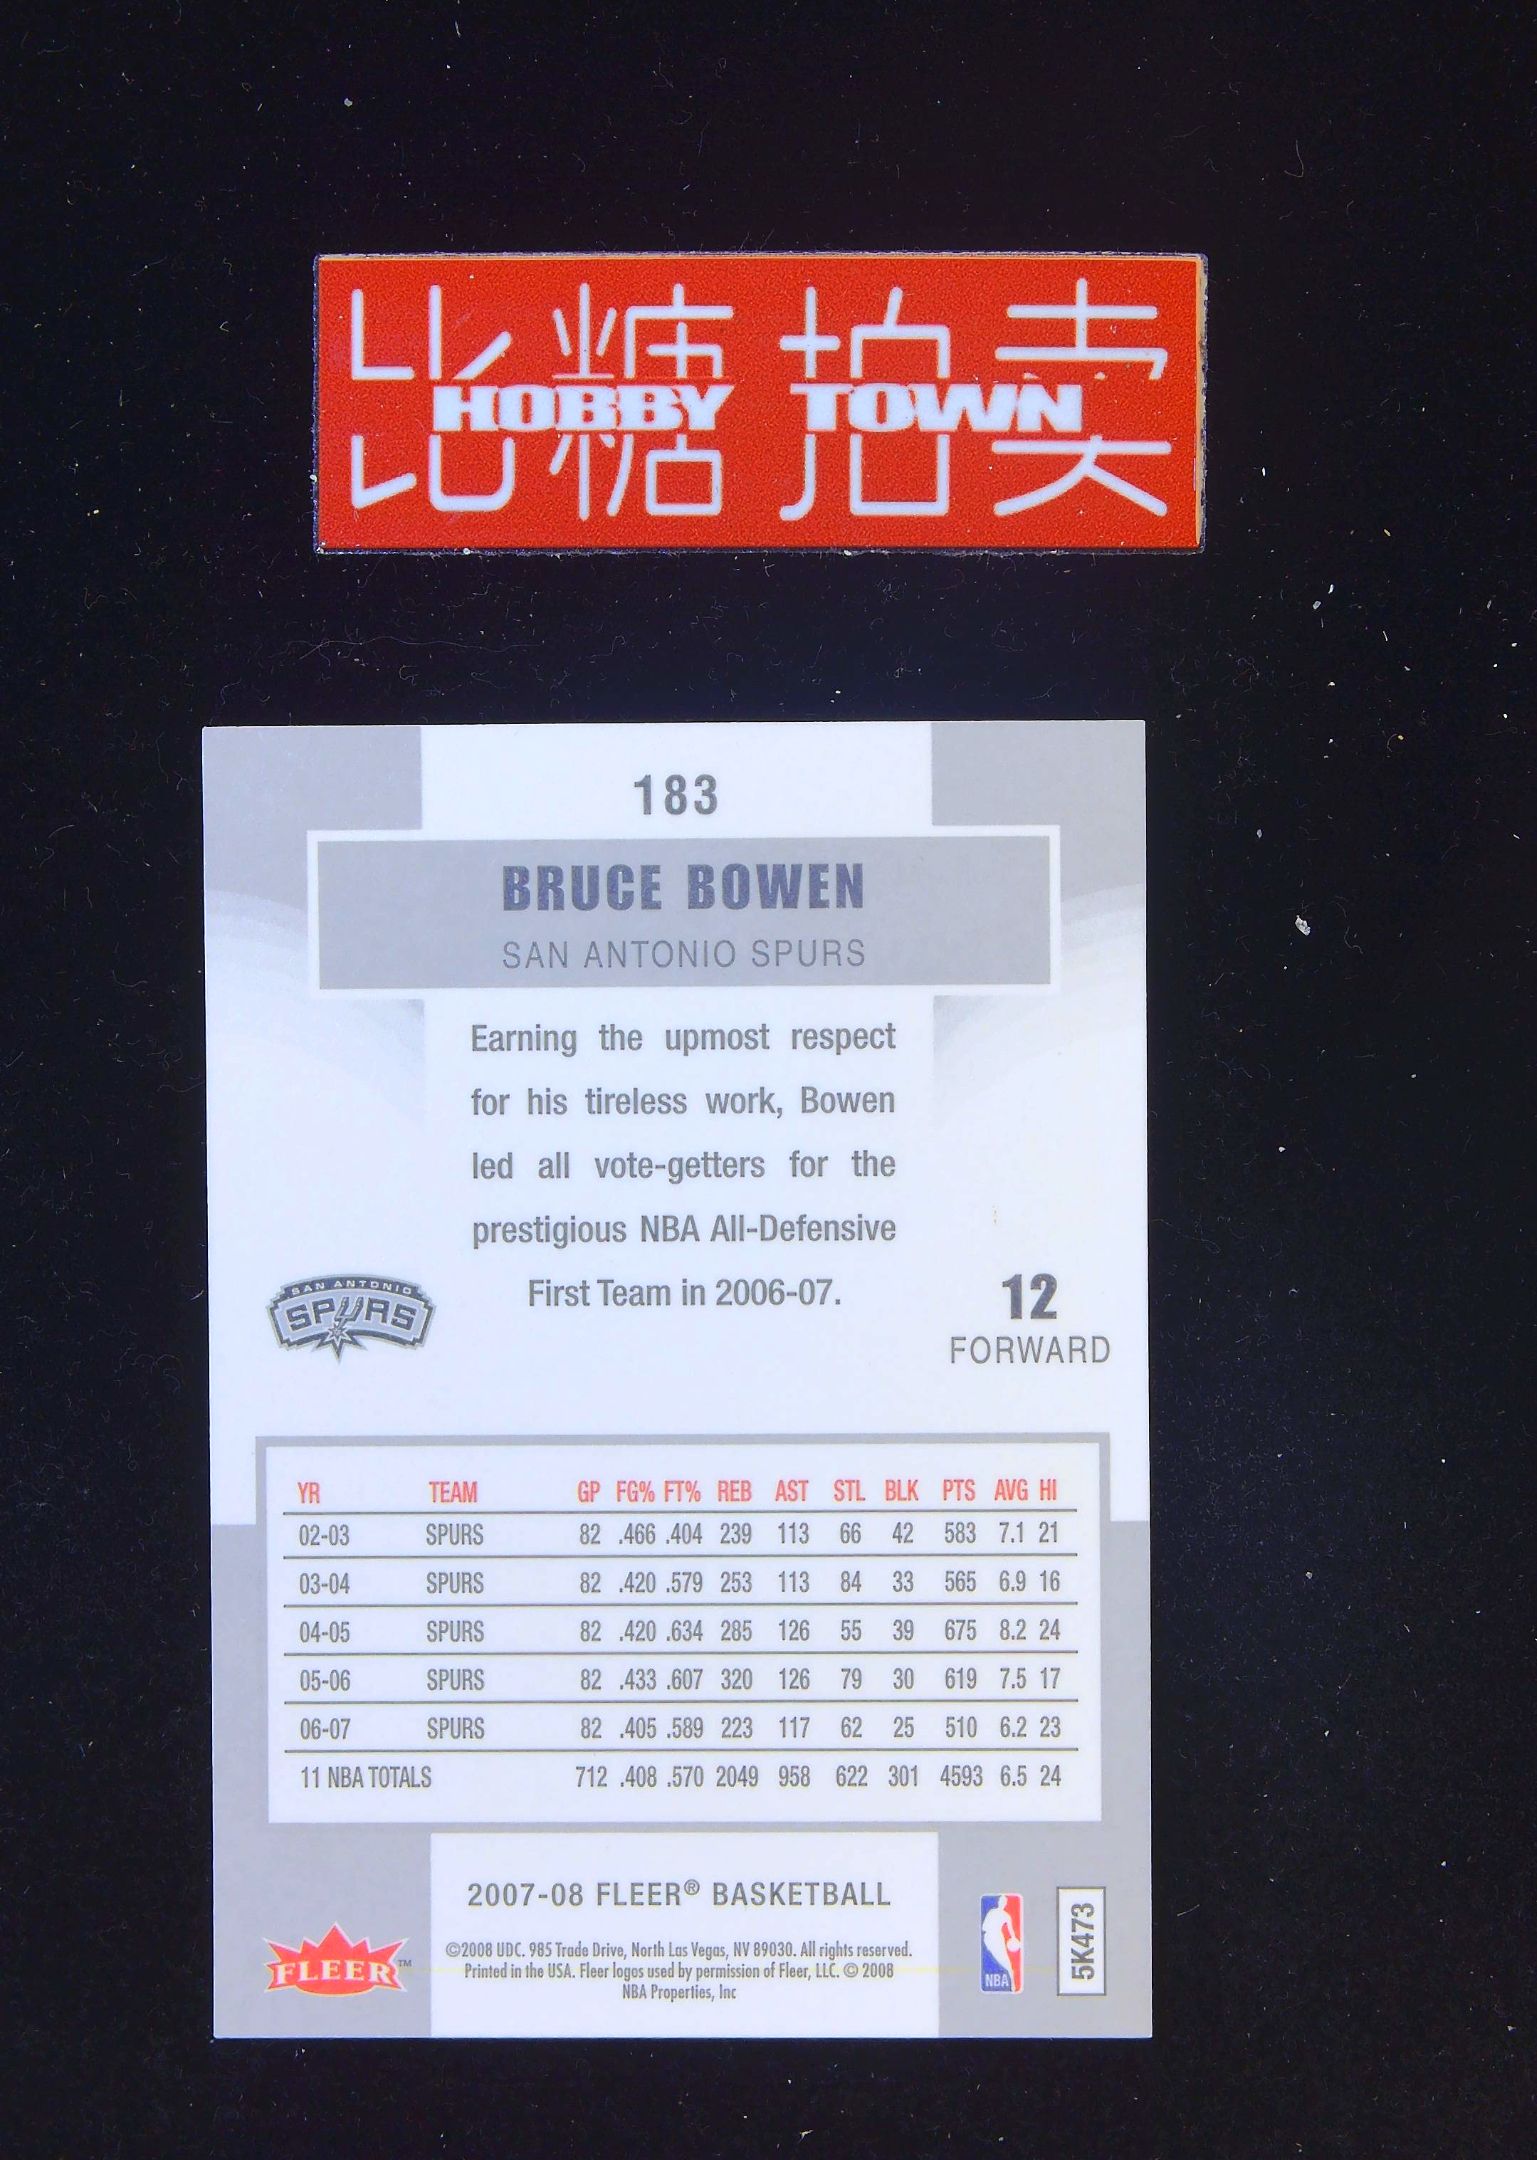 比糖拍卖
HOBBY TOWN
183
BRUCE BOWEN
SAN ANTONIO SPURS
Earning the upmost respect
for his tireless work, Bowen
led all vote-getters for the
prestigious NBA All-Defensive
First Team in 2006-07.
SAN ANTONIO
SPURS
12
FORWARD
YR TEAM GP FG% FT% REB AST STL BLK PTS AVG HI
02-03 SPURS 82 .466 .404 239 113 66 42 583 7.1 21
03-04 SPURS 82 .420 .579 253 113 84 33 565 6.9 16
04-05 SPURS 82 .420 .634 285 126 55 39 675 8.2 24
05-06 SPURS 82 .433 .607 320 126 79 30 619 7.5 17
06-07 SPURS 82 .405 .589 223 117 62 25 510 6.2 23
11 NBA TOTALS 712 .408 .570 2049 958 622 301 4593 6.5 24
2007-08 FLEER® BASKETBALL
©2008 UDC. 985 Trade Drive, North Las Vegas, NV 89030. All rights reserved.
Printed in the USA. Fleer logos used by permission of Fleer, LLC. © 2008
NBA Properties, Inc
FLEER™
NBA
5K473